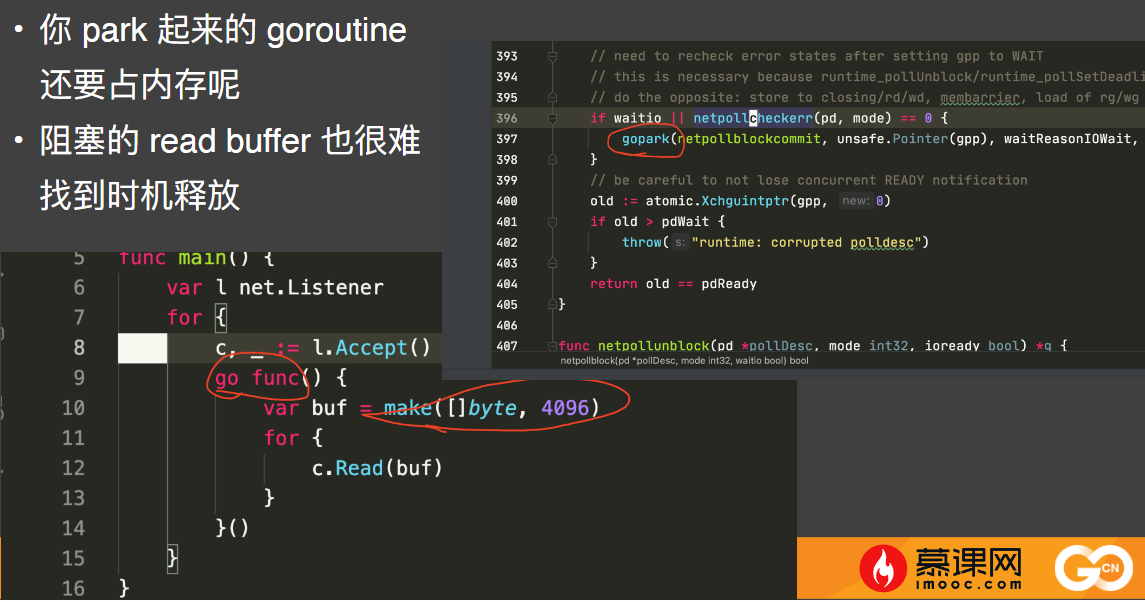 • 你 park 起来的 goroutine
还要占内存呢
• 阻塞的 read buffer 也很难
找到时机释放
393 // need to recheck error states after setting gpp to WAIT
394 // this is necessary because runtime_pollUnblock/runtime_pollSetDeadli
395 // do the opposite: store to closing/rd/wd, membarrier, load of rg/wg
396 if waitio || netpollcheckerr(pd, mode) == 0 {
397 gopark(netpollblockcommit, unsafe.Pointer(gpp), waitReasonIOWait,
398 }
399 // be careful to not lose concurrent READY notification
400 old := atomic.Xchguintptr(gpp, new: 0)
401 if old > pdWait {
402 throw( s: "runtime: corrupted polldesc")
403 }
404 return old == pdReady
405 }
406
407 func netpollunblock(pd *pollDesc, mode int32, ioready bool) *g {
netpollblock(pd *pollDesc, mode int32, waitio bool) bool
5 func main() {
6 var l net.Listener
7 for {
8 c, _ := l.Accept()
9 go func() {
10 var buf = make([]byte, 4096)
11 for {
12 c.Read(buf)
13 }
14 }()
15 }
16 }
慕课网
imooc.com
GO CN